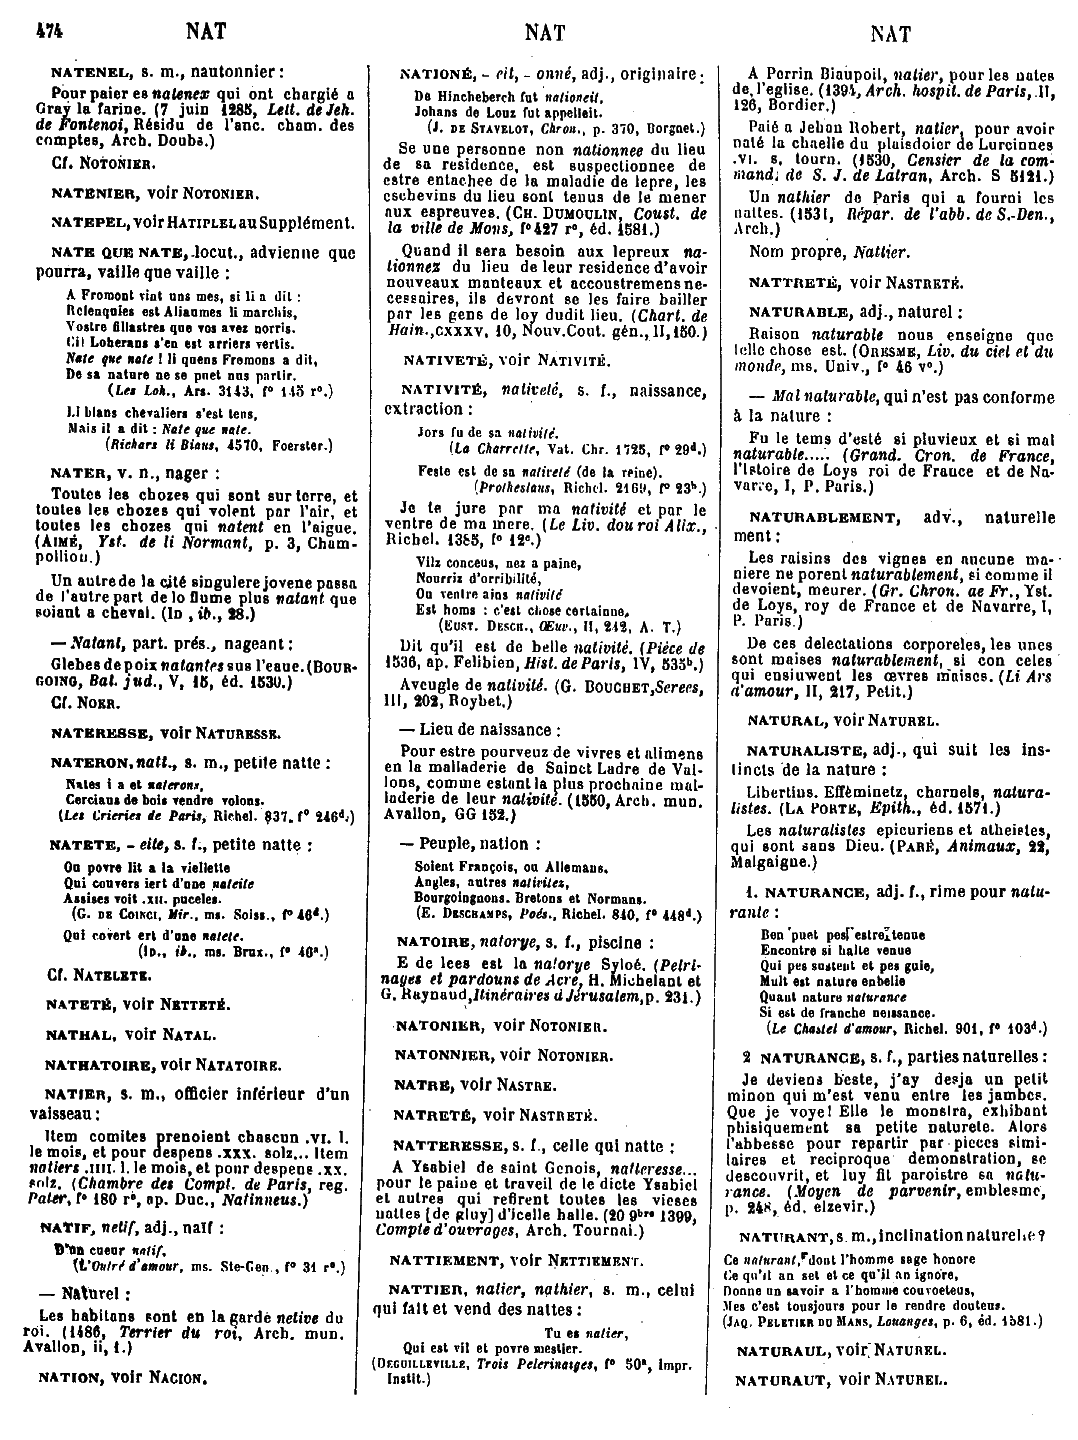 474 NAT NAT NAT
NATENEL, s. m., nautonnier :
Pour paier es natenex qui ont chargié a
Gray la farine. (7 juin 1285, Lett. de Jeh.
de Fontenoi, Résidu de l'anc. cham. des
comptes, Arch. Doubs.)
Cf. NOTONIER.
NATENIER, voir NOTONIER.
NATEPEL, voir HATIPLEL au Supplément.
NATE QUE NATE, locut., advienne que
pourra, vaille que vaille :
A Fromont vint uns mes, si li a dit :
Relenquies est Aliaumes li marchis,
Vostre fillastres que vos avez norris.
Cil Loherans s'en est arriers vertis.
Nate que nate ! li quens Fromons a dit,
De sa nature ne se puet nus partir.
(Les Loh., Ars. 3143, f° 145 r°.)
Li blans chevaliers s'est teus,
Mais il a dit : Nate que nate.
(Richars li Biaus, 4570, Foerster.)
NATER, v. n., nager :
Toutes les chozes qui sont sur terre, et
toutes les chozes qui volent par l'air, et
toutes les chozes qui natent en l'aigue.
(AIMÉ, Yst. de li Normant, p. 3, Cham-
pollion.)
Un autre de la cité singulere jovene passa
de l'autre part de lo flume plus natant que
soiant a cheval. (ID , ib., 28.)
— Natant, part. prés., nageant :
Glebes de poix natantes sus l'eaue. (BOUR-
GOING, Bat. jud., V, 15, éd. 1530.)
Cf. NOER.
NATERESSE, voir NATURESSE.
NATERON, natt., s. m., petite natte :
Nates i a et naterons,
Cerciaus de bois vendre volons.
(Les Crieries de Paris, Richel. 837, f° 246d.)
NATETE, - eite, s. f., petite natte :
Ou povre lit a la viellette
Qui couvers iert d'une nateite
Assises voit .XII. puceles.
(G. DE COINCI, Mir., ms. Soiss., f° 46d.)
Qui covert ert d'une natete.
(ID., ib., ms. Brux., f° 40a.)
Cf. NATELETE.
NATETÉ, voir NETTETÉ.
NATHAL, voir NATAL.
NATHATOIRE, voir NATATOIRE.
NATIER, s. m., officier inférieur d'un
vaisseau :
Item comites prenoient chascun .VI. l.
le mois, et pour despens .XXX. solz... Item
natiers .IIII. l. le mois, et pour despens .XX.
solz. (Chambre des Compt. de Paris, reg.
Pater, f° 180 r°, ap. Duc., Natinneus.)
NATIF, netif, adj., naïf :
D'un cueur natif.
(L'Outré d'amour, ms. Ste-Gen., f° 31 r°.)
— Naturel :
Les habitans sont en la garde netive du
roi. (1486, Terrier du roi, Arch. mun.
Avallon, ii, 1.)
NATION, voir NACION.
NATIONÉ, - eit, - onné, adj., originaire :
De Hincheberch fut nationeit,
Johans de Louz fut appelleit.
(J. DE STAVELOT, Chron., p. 370, Borgnet.)
Se une personne non nationnee du lieu
de sa residence, est suspectionnee de
estre entachee de la maladie de lepre, les
eschevins du lieu sont tenus de le mener
aux espreuves. (CH. DUMOULIN, Coust. de
la ville de Mons, f° 427 r°, éd. 1581.)
Quand il sera besoin aux lepreux na-
tionnez du lieu de leur residence d'avoir
nouveaux manteaux et accoustremens ne-
cessaires, ils devront se les faire bailler
par les gens de loy dudit lieu. (Chart. de
Hain., CXXXV, 10, Nouv. Cout. gén., II, 150.)
NATIVETÉ, voir NATIVITÉ.
NATIVITÉ, nativeté, s. f., naissance,
extraction :
Jors fu de sa nativité.
(La Charrette, Vat. Chr. 1725, f° 29d.)
Feste est de sa nativeté (de la reine).
(Protheslaus, Richel. 2169, f° 23b.)
Je te jure par ma nativité et par le
ventre de ma mere. (Le Liv. dou roi Alix.,
Richel. 1385, f° 12c.)
Vilz conceus, nez a paine,
Nourriz d'orribilité,
Ou ventre ains nativité
Est homs : c'est chose certainne.
(EUST. DESCH., Œuv., II, 242, A. T.)
Dit qu'il est de belle nativité. (Pièce de
1536, ap. Felibien, Hist. de Paris, IV, 535b.)
Aveugle de nativité. (G. BOUCHET, Serees,
III, 202, Roybet.)
— Lieu de naissance :
Pour estre pourveuz de vivres et alimens
en la malladerie de Sainct Ladre de Val-
lons, comme estant la plus prochaine mal-
laderie de leur nativité. (1550, Arch. mun.
Avallon, GG 152.)
— Peuple, nation :
Soient François, ou Allemans,
Angles, autres nativitez,
Bourgoingnons, Bretons et Normans.
(E. DESCHAMPS, Poés., Richel. 840, f° 448d.)
NATOIRE, natorye, s. f., piscine :
E de lees est la natorye Syloé. (Pelri-
nages et pardouns de Acre, H. Michelant et
G. Raynaud, Itinéraires à Jérusalem, p. 231.)
NATONIER, voir NOTONIER.
NATONNIER, voir NOTONIER.
NATRE, voir NASTRE.
NATRETÉ, voir NASTRETÉ.
NATTERESSE, s. f., celle qui natte :
A Ysabiel de saint Genois, natteresse...
pour le paine et traveil de le dicte Ysabiel
et autres qui refirent toutes les vieses
nattes [de gluy] d'icelle halle. (20 9bre 1399,
Compte d'ouvrages, Arch. Tournai.)
NATTIEMENT, voir NETTIEMENT.
NATTIER, natier, nathier, s. m., celui
qui fait et vend des nattes :
Tu es natier,
Qui est vil et povre mestier.
(DEGUILLEVILLE, Trois Pelerinaiges, f° 50a, impr.
Instit.)
A Perrin Biaupoil, natier, pour les nates
de l'eglise. (1394, Arch. hospit. de Paris, II,
126, Bordier.)
Paié a Jehan Robert, natier, pour avoir
naté la chaelle du plaisdoier de Lurcinnes
.VI. s. tourn. (1530, Censier de la com-
mand. de S. J. de Latran, Arch. S 5121.)
Un nathier de Paris qui a fourni les
nattes. (1531, Répar. de l'abb. de S.-Den.,
Arch.)
Nom propre, Nattier.
NATTRETÉ, voir NASTRETÉ.
NATURABLE, adj., naturel :
Raison naturable nous enseigne que
telle chose est. (ORESME, Liv. du ciel et du
monde, ms. Univ., f° 46 v°.)
— Mal naturable, qui n'est pas conforme
à la nature :
Fu le tems d'esté si pluvieux et si mal
naturable..... (Grand. Cron. de France,
l'Istoire de Loys roi de France et de Na-
varre, I, P. Paris.)
NATURABLEMENT, adv., naturelle
ment :
Les raisins des vignes en aucune ma-
niere ne porent naturablement, si comme il
devoient, meurer. (Gr. Chron. de Fr., Yst.
de Loys, roy de France et de Navarre, I,
P. Paris.)
De ces delectations corporeles, les unes
sont maises naturablement, si con celes
qui ensiuwent les œvres maises. (Li Ars
d'amour, II, 217, Petit.)
NATURAL, voir NATUREL.
NATURALISTE, adj., qui suit les ins-
tincts de la nature :
Libertins. Efféminetz, charnels, natura-
listes. (LA PORTE, Epith., éd. 1571.)
Les naturalistes epicuriens et atheistes,
qui sont sans Dieu. (PARÉ, Animaux, 22,
Malgaigne.)
1. NATURANCE, adj. f., rime pour natu-
rante :
Bon puet pes estre tenue
Encontre si halte venue
Qui pes sustent et pes guie,
Mult est nature enbelie
Quant nature naturance
Si est de franche neissance.
(Le Chastel d'amour, Richel. 901, f° 103d.)
2 NATURANCE, s. f., parties naturelles :
Je deviens beste, j'ay desja un petit
minon qui m'est venu entre les jambes.
Que je voye! Elle le monstra, exhibant
phisiquement sa petite naturete. Alors
l'abbesse pour repartir par pieces simi-
laires et reciproque demonstration, se
descouvrit, et luy fit paroistre sa natu-
rance. (Moyen de parvenir, emblesme,
p. 248, éd. elzevir.)
NATURANT, s. m., inclination naturelle ?
Ce naturant, dont l'homme sage honore
Ce qu'il an set et ce qu'il an ignore,
Donne un savoir a l'homme couvoeteus,
Mes c'est tousjours pour le rendre douteus.
(JAQ. PELETIER DU MANS, Louanges, p. 6, éd. 1581.)
NATURAUL, voir NATUREL.
NATURAUT, voir NATUREL.